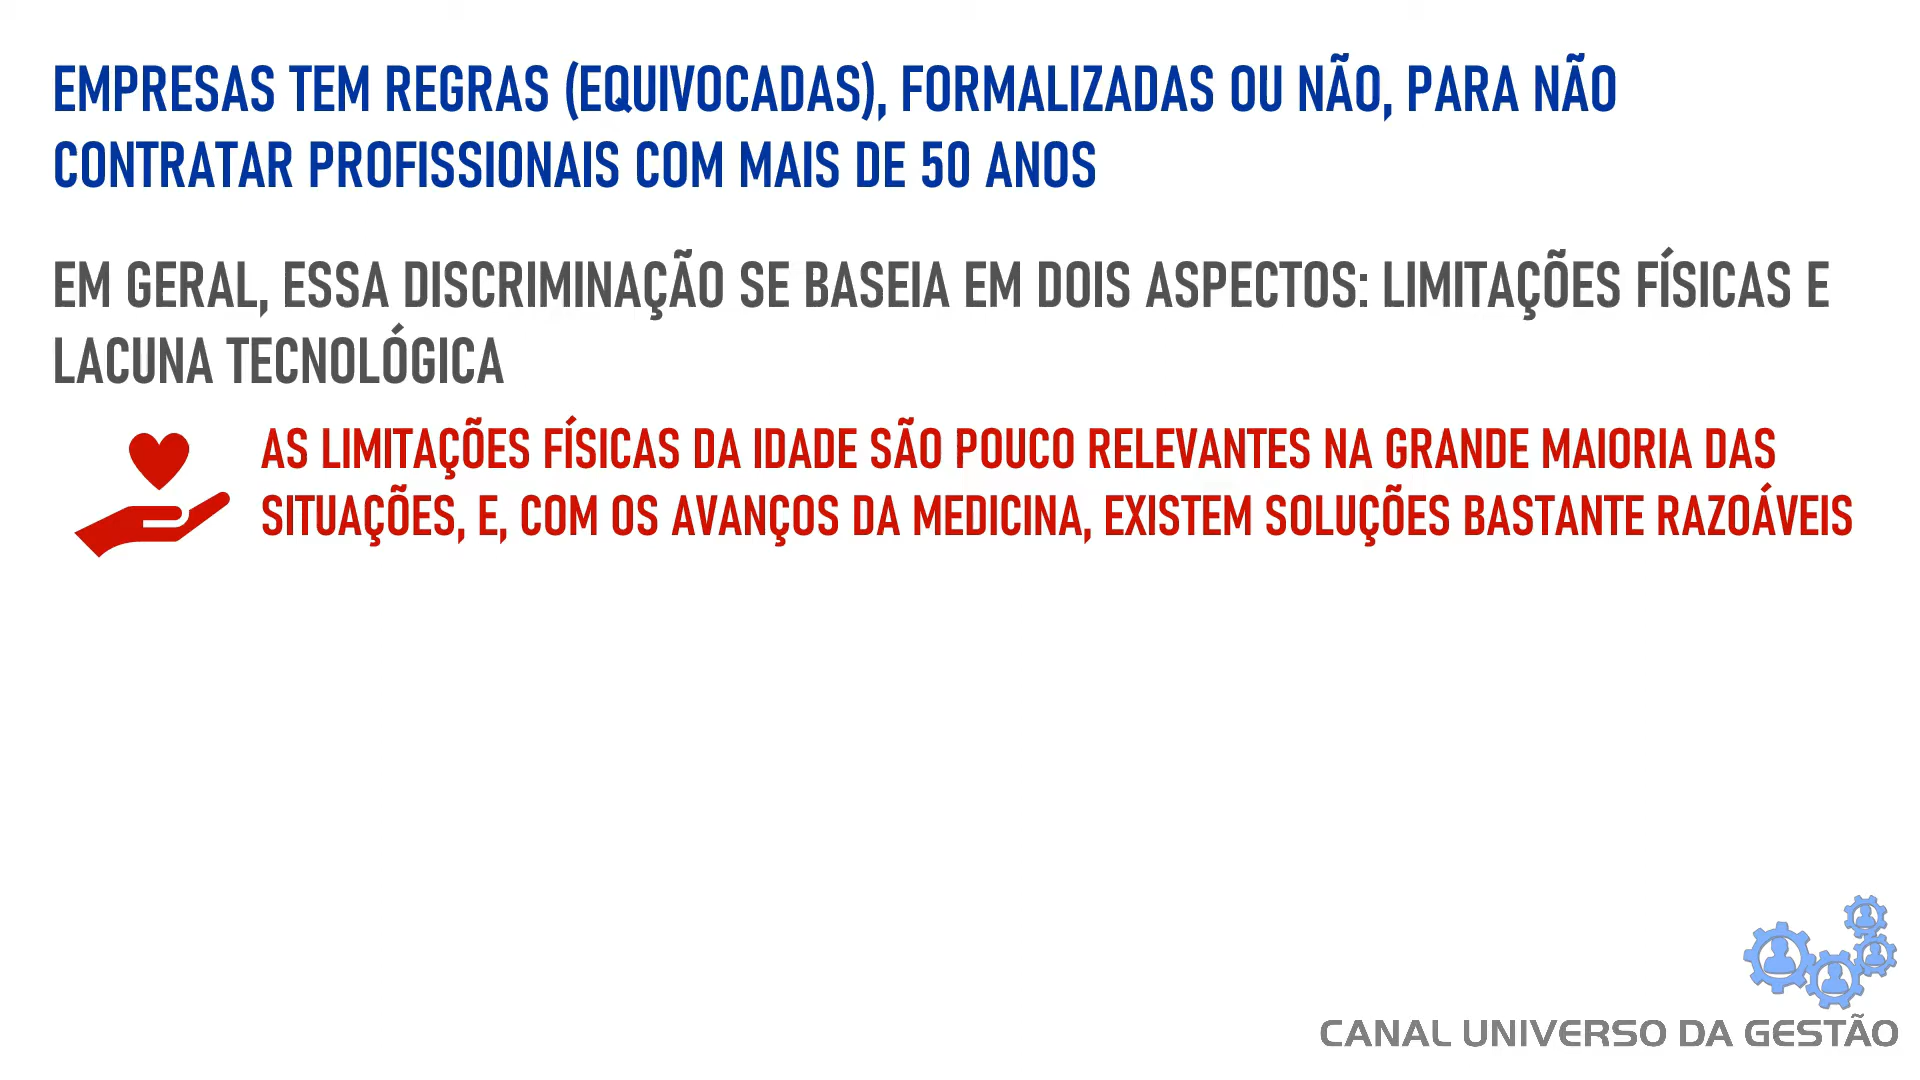 EMPRESAS TEM REGRAS (EQUIVOCADAS), FORMALIZADAS OU NÃO, PARA NÃO
CONTRATAR PROFISSIONAIS COM MAIS DE 50 ANOS
EM GERAL, ESSA DISCRIMINAÇÃO SE BASEIA EM DOIS ASPECTOS: LIMITAÇÕES FÍSICAS E
LACUNA TECNOLÓGICA
AS LIMITAÇÕES FÍSICAS DA IDADE SÃO POUCO RELEVANTES NA GRANDE MAIORIA DAS
SITUAÇÕES, E, COM OS AVANÇOS DA MEDICINA, EXISTEM SOLUÇÕES BASTANTE RAZOÁVEIS
CANAL UNIVERSO DA GESTÃO